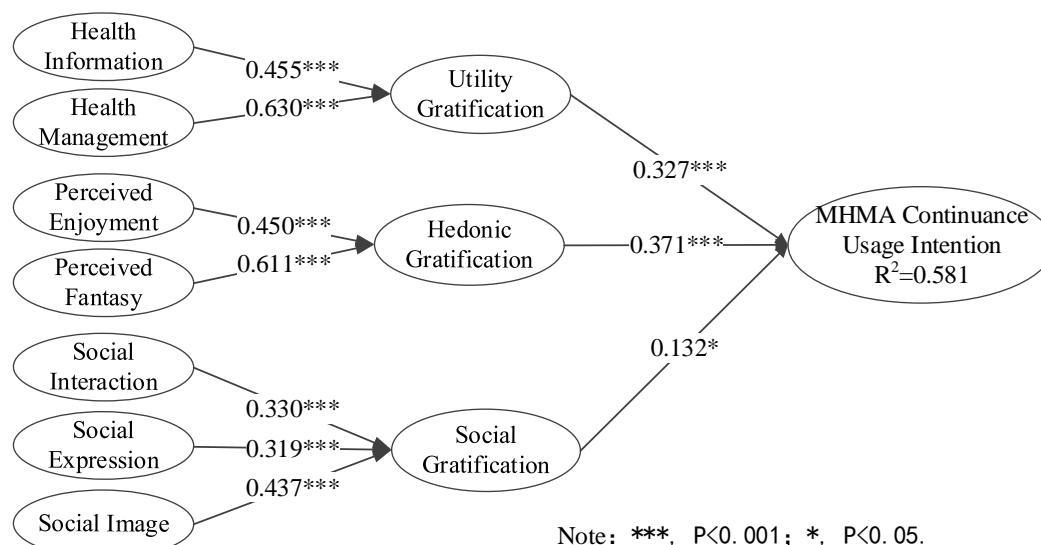 Health
Information
0.455***
Health
Management
0.630***
Utility
Gratification
0.327***
Perceived
Enjoyment
0.450***
Perceived
Fantasy
0.611***
Hedonic
Gratification
0.371***
MHMA Continuance
Usage Intention
R²=0.581
Social
Interaction
0.330***
Social
Expression
0.319***
Social Image
0.437***
Social
Gratification
0.132*
Note: ***, P<0.001; *, P<0.05.